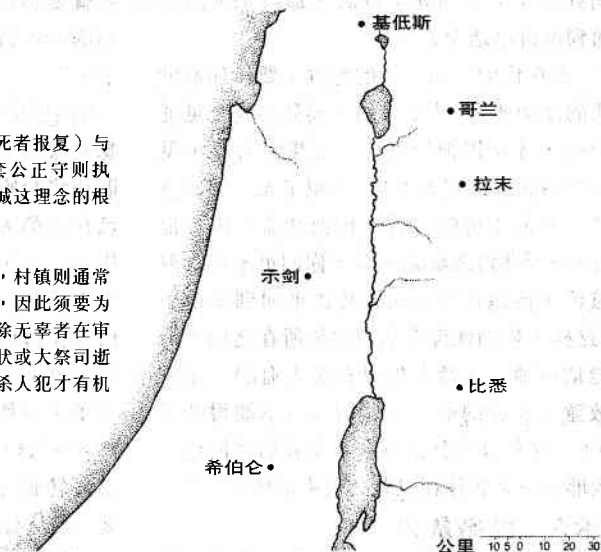 死者报复）与
套公正守则执
城这理念的根
，村镇则通常
，因此须要为
除无辜者在审
状或大祭司逝
杀人犯才有机
基低斯
哥兰
拉末
示剑
比悉
希伯仑
公里 10 5 0 10 20 30